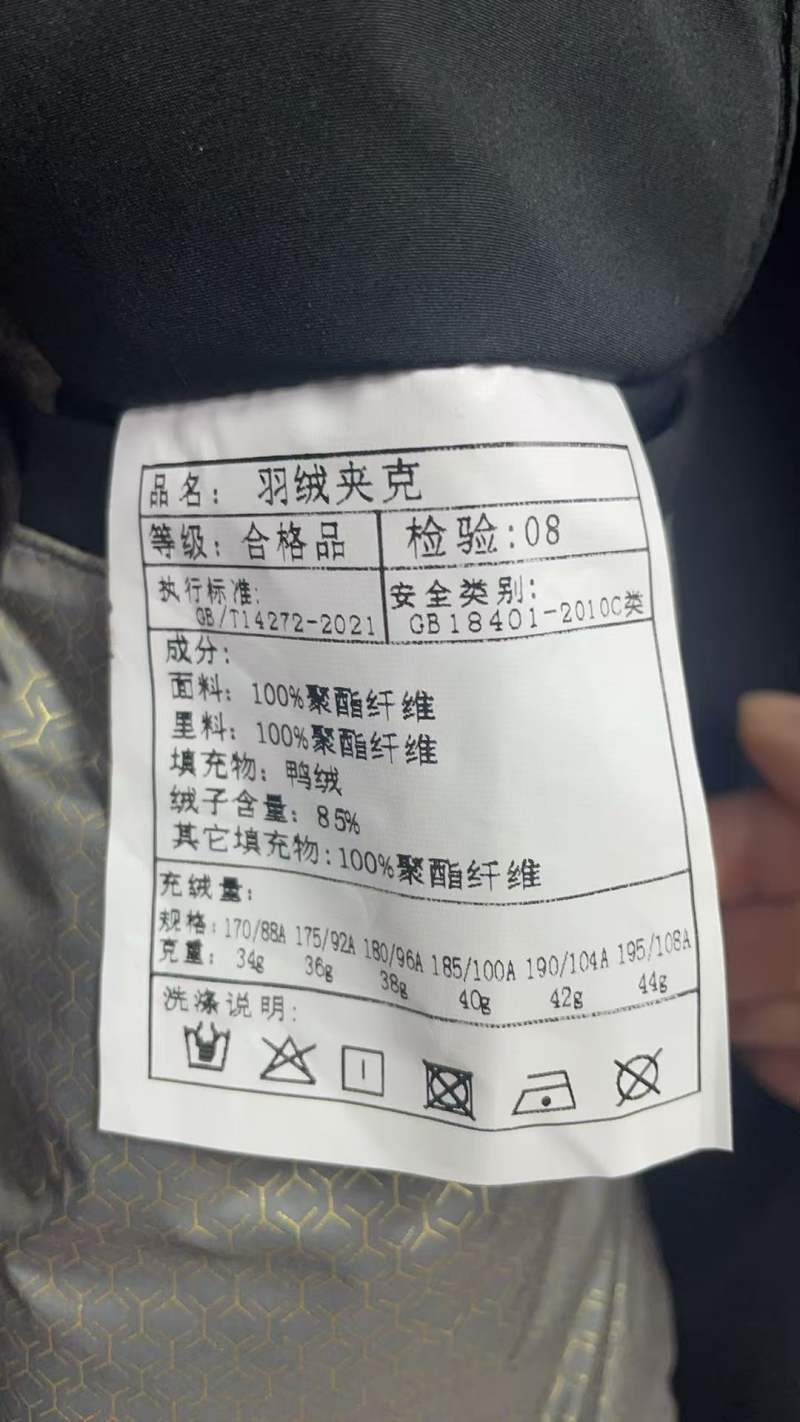 品名：羽绒夹克
等级：合格品 检验:08
执行标准: GB/T14272-2021 安全类别: GB18401-2010C类
成分:
面料：100%聚酯纤维
里料：100%聚酯纤维
填充物：鸭绒
绒子含量：85%
其它填充物:100%聚酯纤维
充绒量:
规格：170/88A 175/92A 180/96A 185/100A 190/104A 195/108A
克重：34g 36g 38g 40g 42g 44g
洗涤说明: